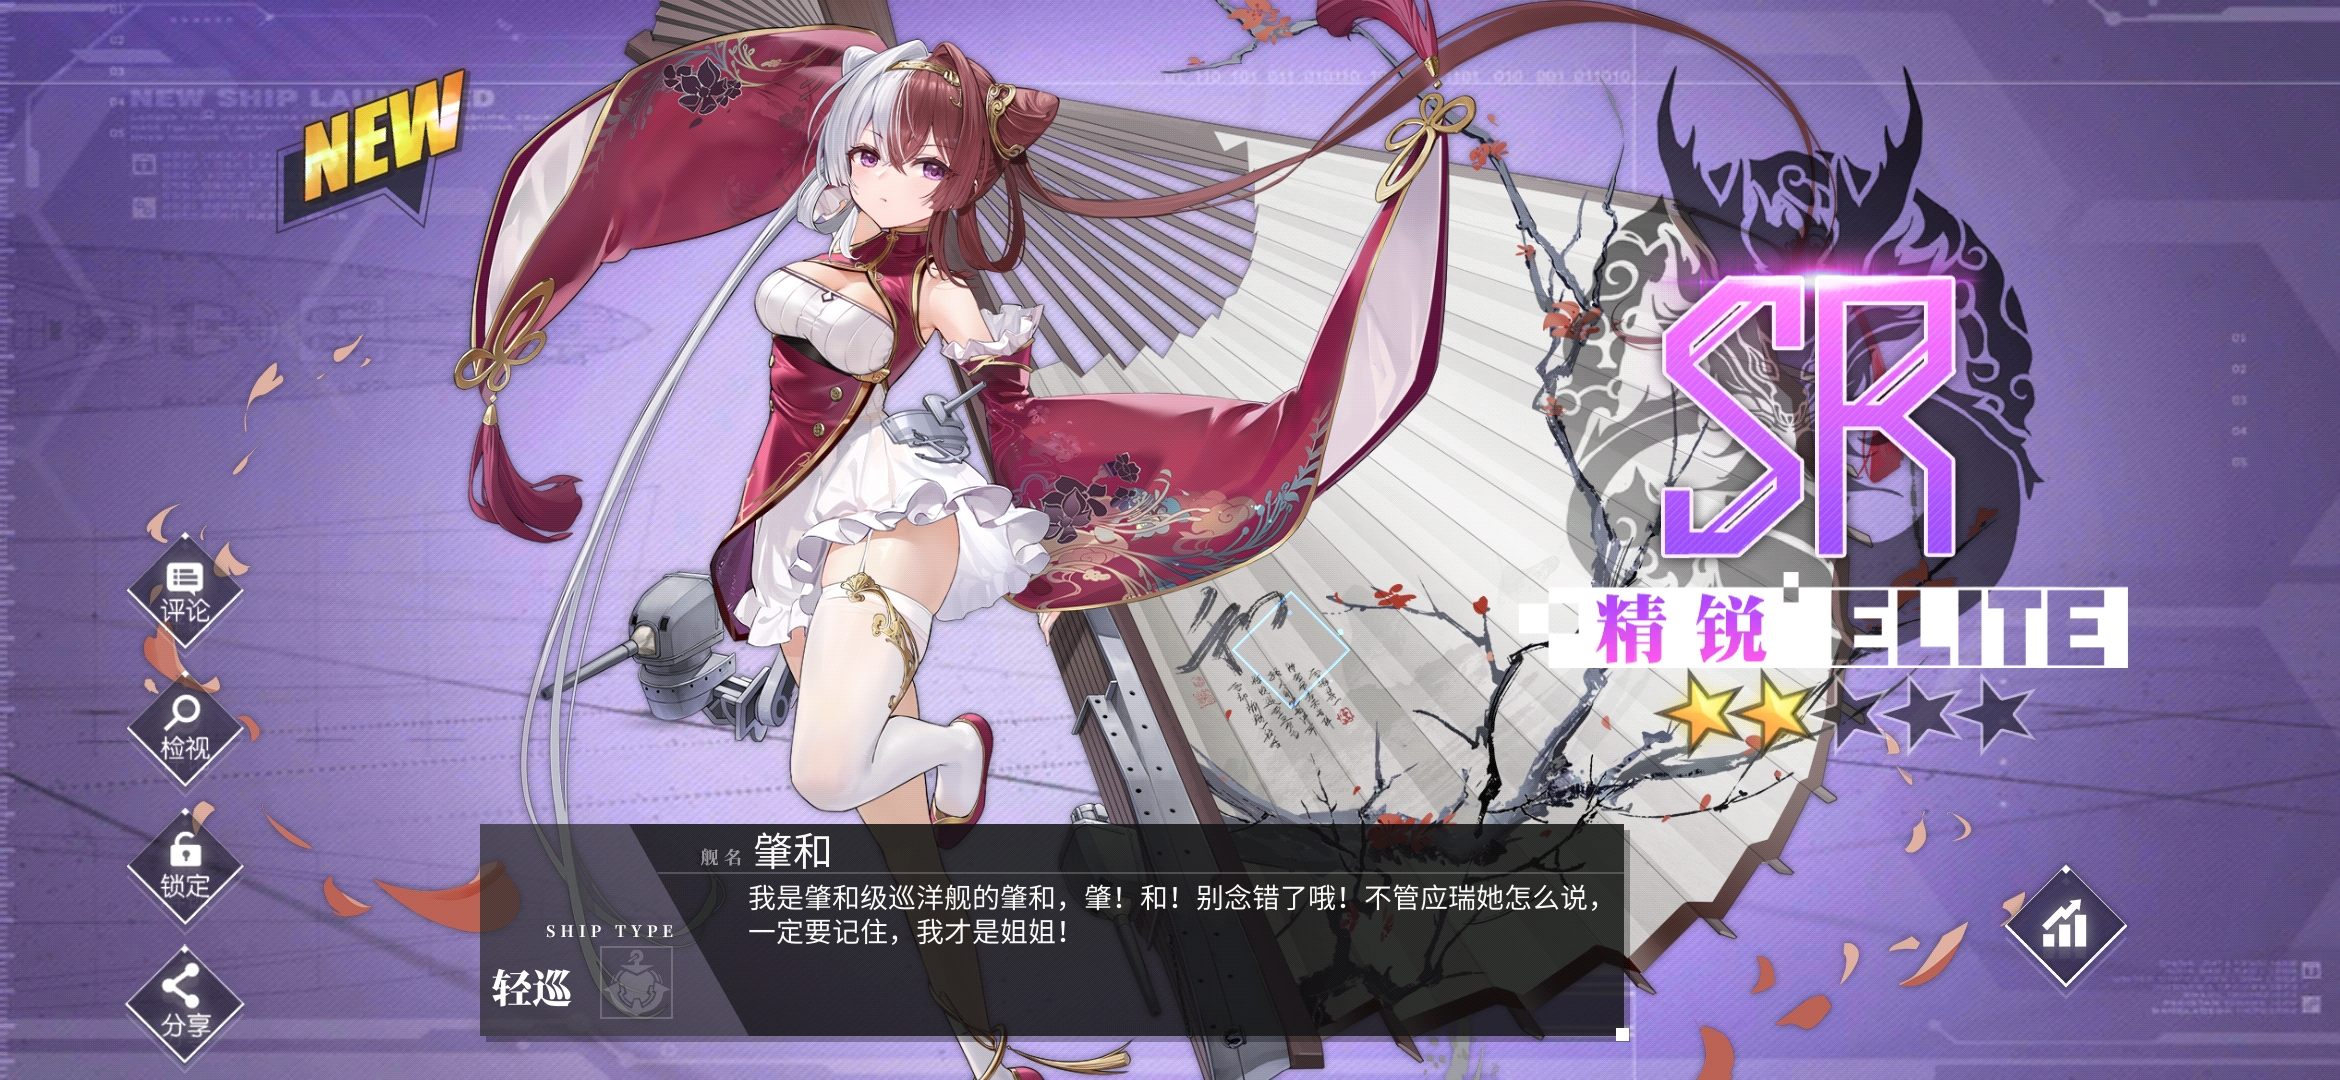 NEW
SR
精锐 ELITE
评论
检视
锁定
分享
舰名 肇和
我是肇和级巡洋舰的肇和，肇！和！别念错了哦！不管应瑞她怎么说，
一定要记住，我才是姐姐！
SHIP TYPE
轻巡